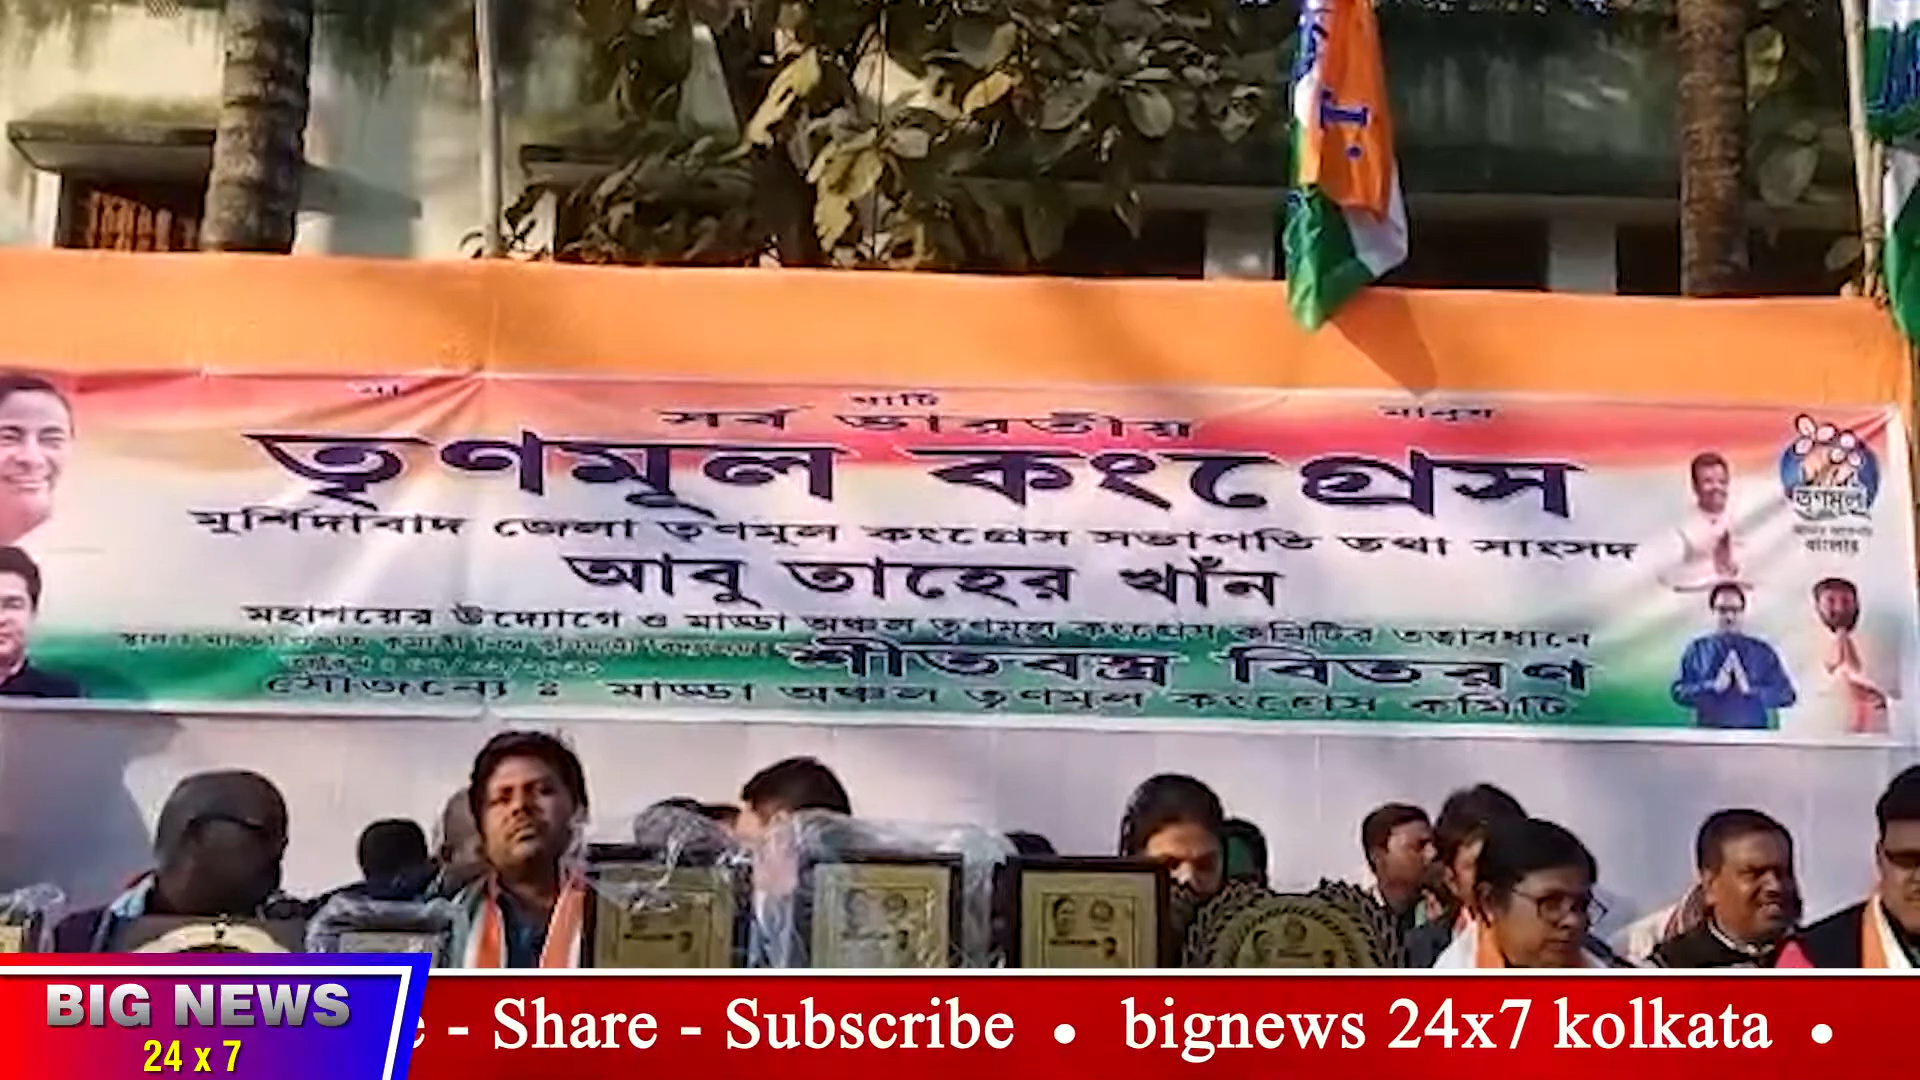 মা মাটি মানুষ
সর্ব ভারতীয়
তৃণমূল কংগ্রেস
মুর্শিদাবাদ জেলা তৃণমূল কংগ্রেস সভাপতি তথা সাংসদ
আবু তাহের খাঁন
মহাশয়ের উদ্যোগে ও মাড্ডা অঞ্চল তৃণমূল কংগ্রেস কমিটির তত্বাবধানে
শীতবস্ত্র বিতরণ
সৌজন্যে ঃ মাড্ডা অঞ্চল তৃণমূল কংগ্রেস কমিটি
তৃণমূল
বাংলার
BIG NEWS
24 x 7
e - Share - Subscribe • bignews 24x7 kolkata •